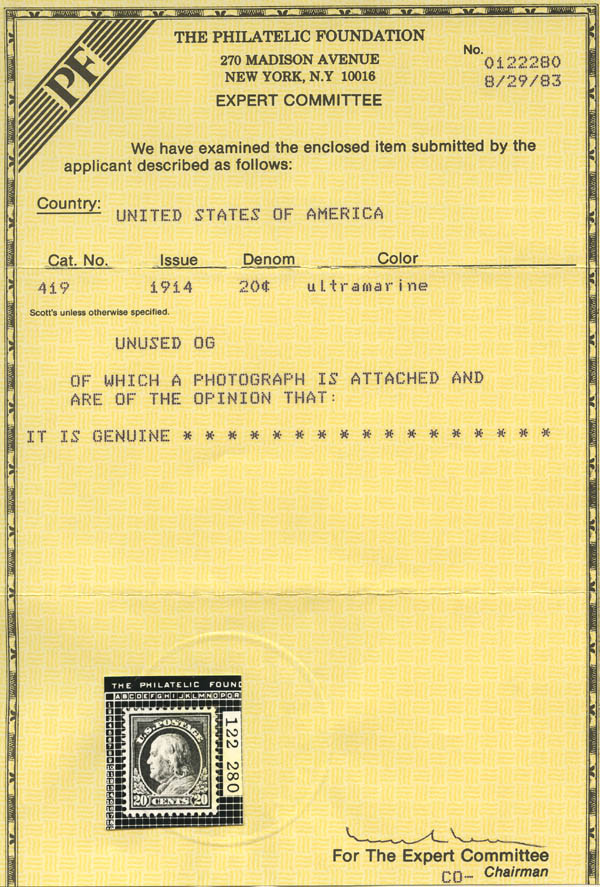 PF
THE PHILATELIC FOUNDATION
270 MADISON AVENUE
NEW YORK, N.Y 10016
EXPERT COMMITTEE
No.
0122280
8/29/83
We have examined the enclosed item submitted by the
applicant described as follows:
Country: UNITED STATES OF AMERICA
Cat. No. Issue Denom Color
419 1914 20¢ ultramarine
Scott's unless otherwise specified.
UNUSED OG
OF WHICH A PHOTOGRAPH IS ATTACHED AND
ARE OF THE OPINION THAT:
IT IS GENUINE * * * * * * * * * * * * * * * * *
THE PHILATELIC FOUND
ABCDEFGHIJKLMNOPQR
U.S. POSTAGE
20 CENTS 20
122 280
For The Expert Committee
CO- Chairman